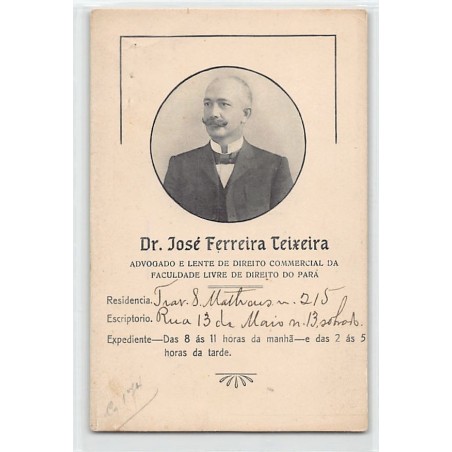 Dr. José Ferreira Teixeira
ADVOGADO E LENTE DE DIREITO COMMERCIAL DA
FACULDADE LIVRE DE DIREITO DO PARÁ
Residencia. Trav. S. Matheus n. 215
Escriptorio. Rua 13 de Maio n. 13, sobrado.
Expediente—Das 8 ás 11 horas da manhã—e das 2 ás 5
horas da tarde.